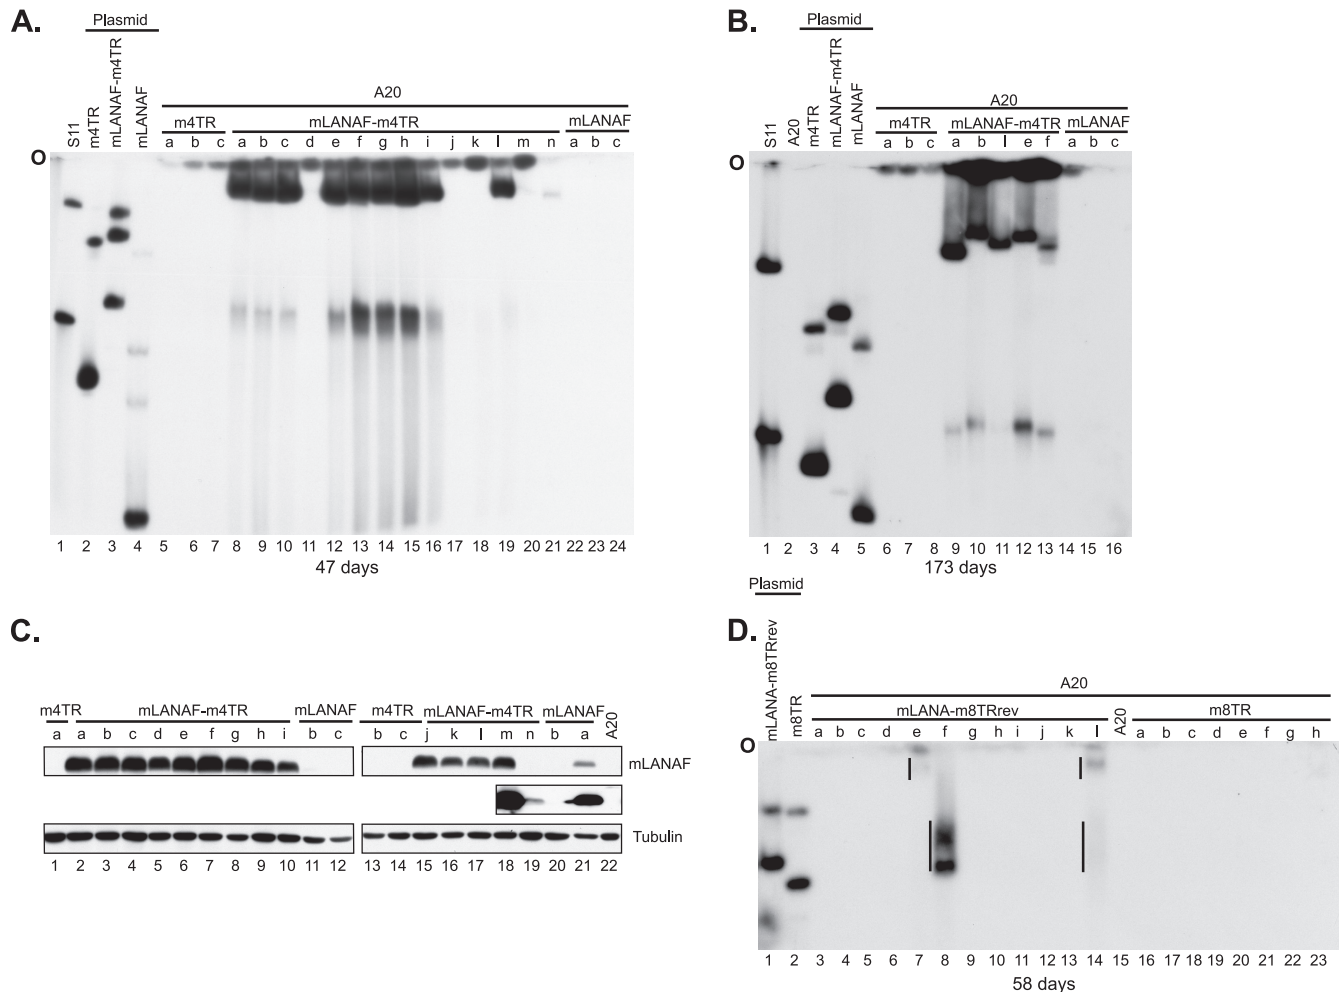 A.
Plasmid
S11
m4TR
mLANAF-m4TR
mLANAF
A20
m4TR mLANAF-m4TR mLANAF
a b c a b c d e f g h i j k l m n a b c
O
1 2 3 4 5 6 7 8 9 10 11 12 13 14 15 16 17 18 19 20 21 22 23 24
47 days
B.
Plasmid
S11
A20
m4TR
mLANAF-m4TR
mLANAF
A20
m4TR mLANAF-m4TR mLANAF
a b c a b l e f a b c
O
1 2 3 4 5 6 7 8 9 10 11 12 13 14 15 16
173 days
C.
m4TR mLANAF-m4TR mLANAF m4TR mLANAF-m4TR mLANAF A20
a a b c d e f g h i b c b c j k l m n b a
mLANAF
Tubulin
1 2 3 4 5 6 7 8 9 10 11 12 13 14 15 16 17 18 19 20 21 22
D.
Plasmid
mLANA-m8TRrev
m8TR
A20
mLANA-m8TRrev A20 m8TR
a b c d e f g h i j k l a b c d e f g h
O
1 2 3 4 5 6 7 8 9 10 11 12 13 14 15 16 17 18 19 20 21 22 23
58 days